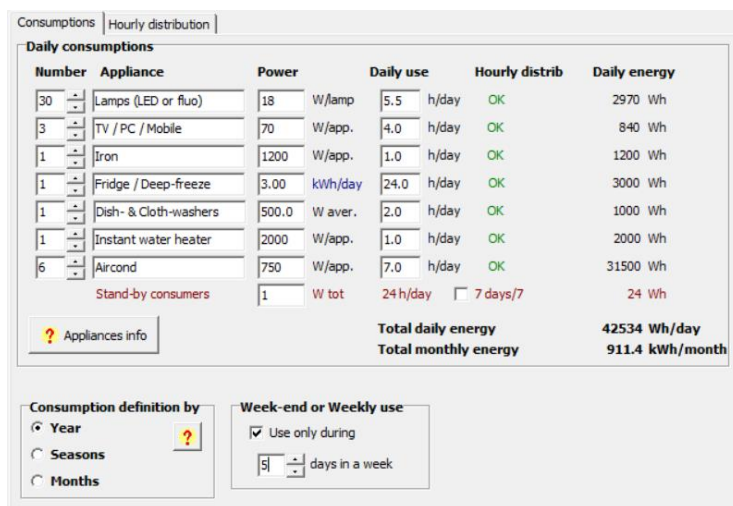 Consumptions Hourly distribution
Daily consumptions
Number Appliance Power Daily use Hourly distrib Daily energy
30 Lamps (LED or fluo) 18 W/lamp 5.5 h/day OK 2970 Wh
3 TV / PC / Mobile 70 W/app. 4.0 h/day OK 840 Wh
1 Iron 1200 W/app. 1.0 h/day OK 1200 Wh
1 Fridge / Deep-freeze 3.00 kWh/day 24.0 h/day OK 3000 Wh
1 Dish- & Cloth-washers 500.0 W aver. 2.0 h/day OK 1000 Wh
1 Instant water heater 2000 W/app. 1.0 h/day OK 2000 Wh
6 Aircond 750 W/app. 7.0 h/day OK 31500 Wh
Stand-by consumers 1 W tot 24 h/day 7 days/7 24 Wh
? Appliances info Total daily energy 42534 Wh/day
Total monthly energy 911.4 kWh/month
Consumption definition by Week-end or Weekly use
Year ? Use only during
Seasons 5 days in a week
Months